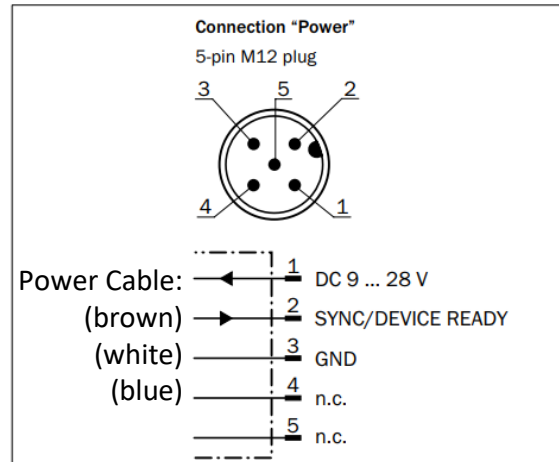 Connection "Power"
5-pin M12 plug
3 5 2
4 1
Power Cable:
(brown)
(white)
(blue)
1 DC 9 ... 28 V
2 SYNC/DEVICE READY
3 GND
4 n.c.
5 n.c.